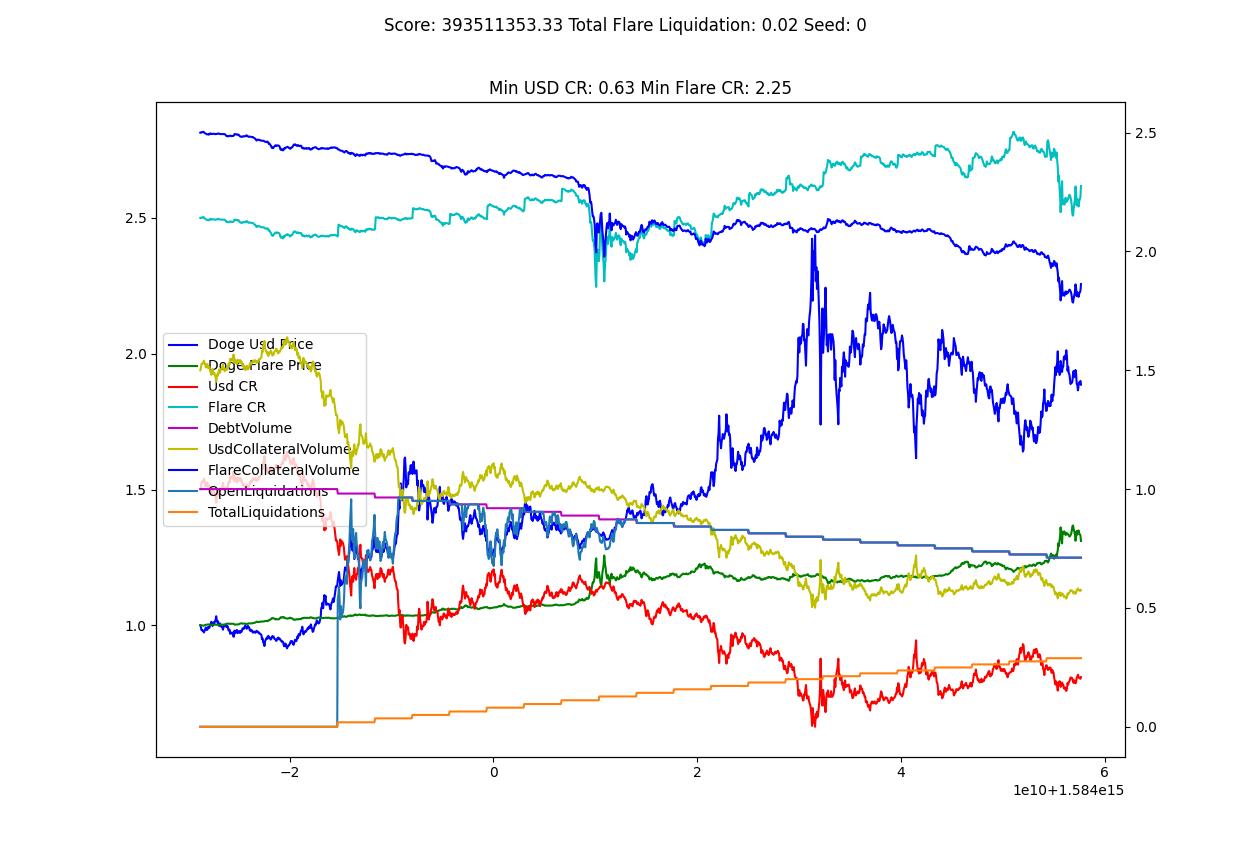 Score: 393511353.33 Total Flare Liquidation: 0.02 Seed: 0
Min USD CR: 0.63 Min Flare CR: 2.25
2.5
2.0
1.5
1.0
Doge Usd Price
Doge Flare Price
Usd CR
Flare CR
DebtVolume
UsdCollateralVolume
FlareCollateralVolume
OpenLiquidations
TotalLiquidations
2.5
2.0
1.5
1.0
0.5
0.0
−2 0 2 4 6
1e10+1.584e15